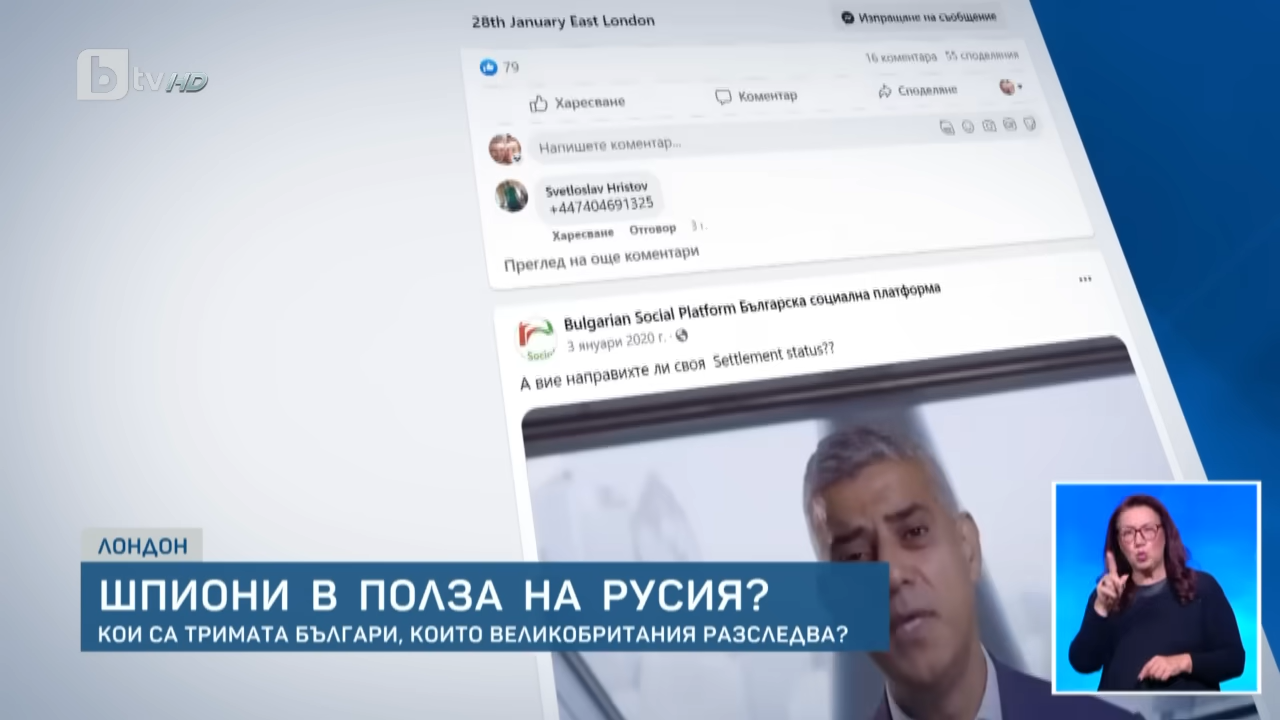 28th January East London
Изпращане на съобщение
btv HD
79
16 коментара 55 споделяния
Харесване
Коментар
Споделяне
Напишете коментар...
Svetloslav Hristov
+447404691325
Харесване Отговор 3 г.
Преглед на още коментари
Bulgarian Social Platform Българска социална платформа
3 януари 2020 г.
Social
А вие направихте ли своя Settlement status??
ЛОНДОН
ШПИОНИ В ПОЛЗА НА РУСИЯ?
КОИ СА ТРИМАТА БЪЛГАРИ, КОИТО ВЕЛИКОБРИТАНИЯ РАЗСЛЕДВА?